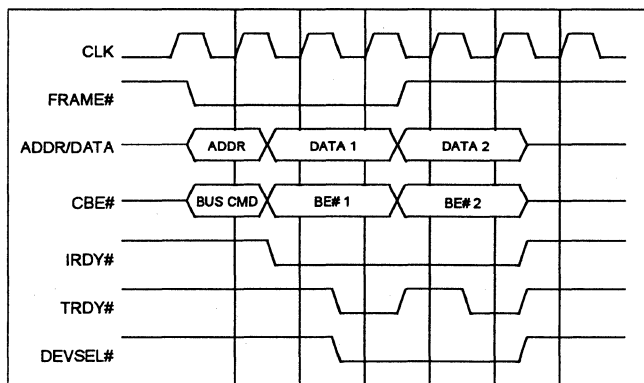 CLK
FRAME#
ADDR/DATA ADDR DATA 1 DATA 2
CBE# BUS CMD BE# 1 BE# 2
IRDY#
TRDY#
DEVSEL#